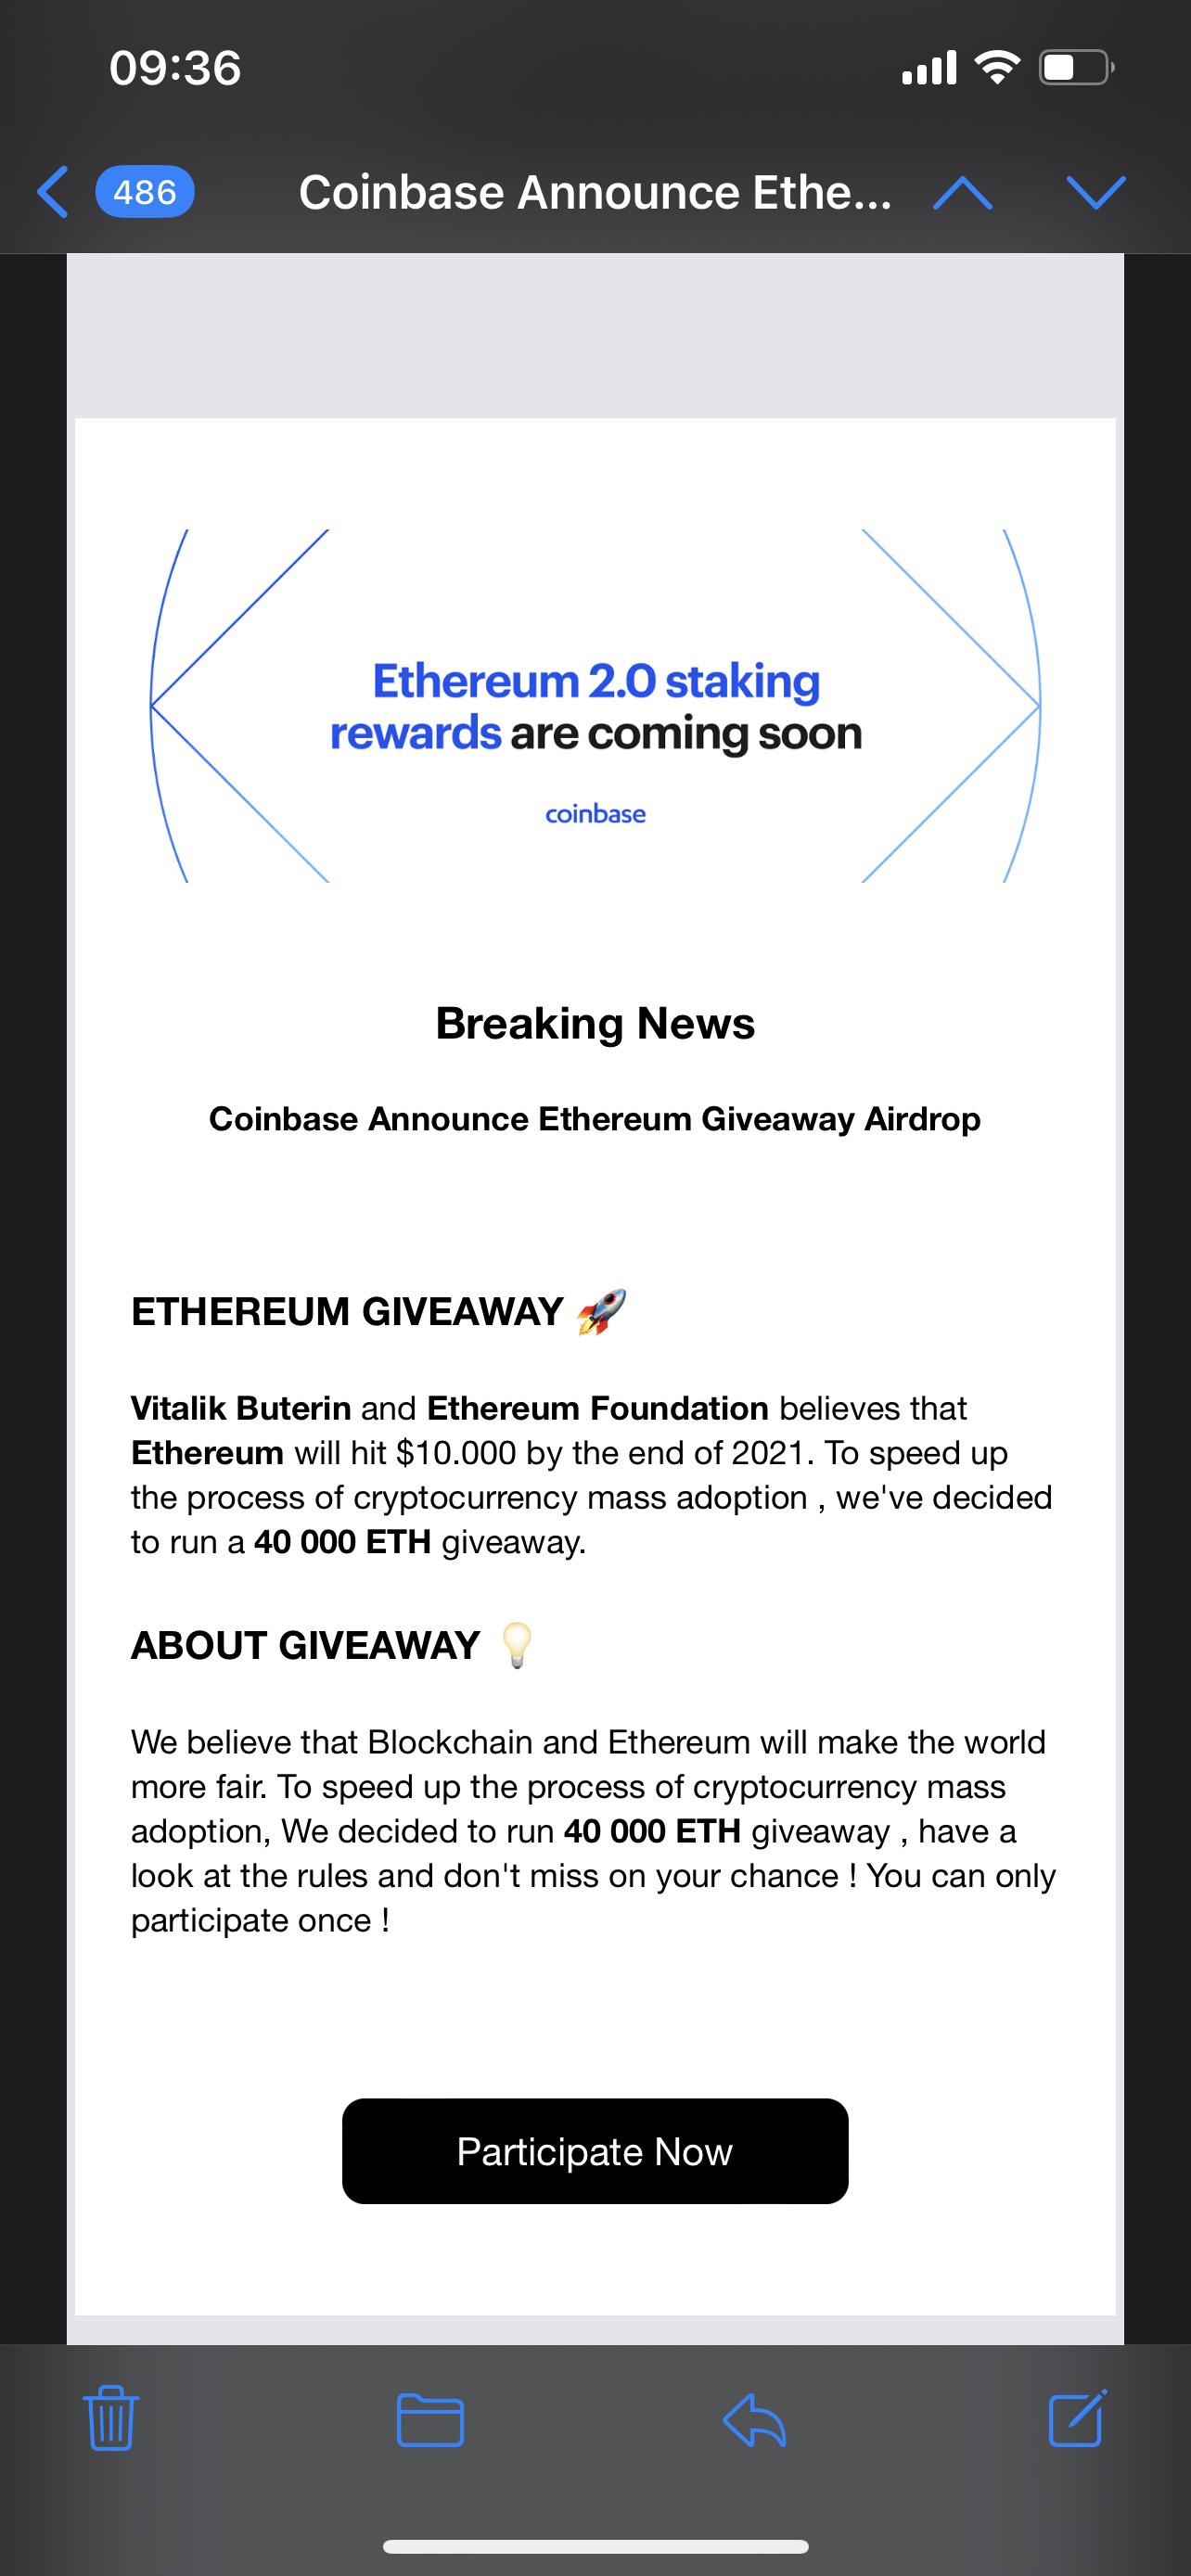 09:36
486
Coinbase Announce Ethe...
Ethereum 2.0 staking
rewards are coming soon
coinbase
Breaking News
Coinbase Announce Ethereum Giveaway Airdrop
ETHEREUM GIVEAWAY 🚀
Vitalik Buterin and Ethereum Foundation believes that
Ethereum will hit $10.000 by the end of 2021. To speed up
the process of cryptocurrency mass adoption , we've decided
to run a 40 000 ETH giveaway.
ABOUT GIVEAWAY 💡
We believe that Blockchain and Ethereum will make the world
more fair. To speed up the process of cryptocurrency mass
adoption, We decided to run 40 000 ETH giveaway , have a
look at the rules and don't miss on your chance ! You can only
participate once !
Participate Now